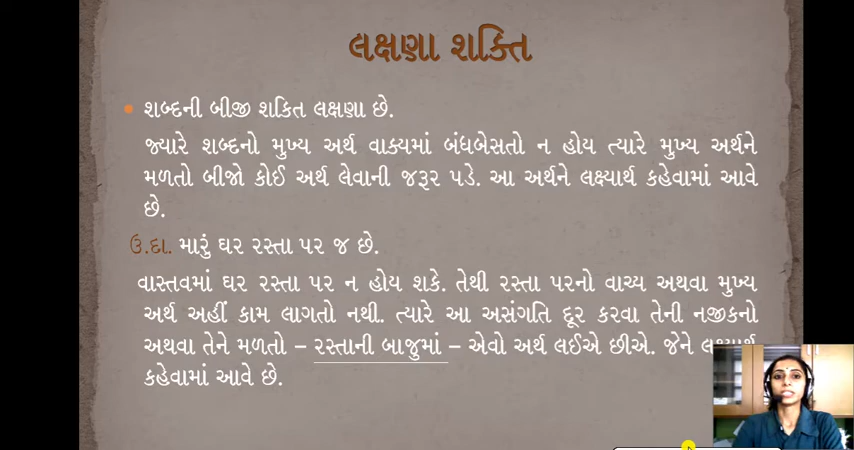 લક્ષણા શક્તિ
શબ્દની બીજી શકિત લક્ષણા છે.
જ્યારે શબ્દનો મુખ્ય અર્થ વાક્યમાં બંધબેસતો ન હોય ત્યારે મુખ્ય અર્થને
મળતો બીજો કોઈ અર્થ લેવાની જરૂર પડે. આ અર્થને લક્ષ્યાર્થ કહેવામાં આવે
છે.
ઉ.દા. મારું ઘર રસ્તા પર જ છે.
વાસ્તવમાં ઘર રસ્તા પર ન હોય શકે. તેથી રસ્તા પરનો વાચ્ય અથવા મુખ્ય
અર્થ અહીં કામ લાગતો નથી. ત્યારે આ અસંગતિ દૂર કરવા તેની નજીકનો
અથવા તેને મળતો – રસ્તાની બાજુમાં – એવો અર્થ લઈએ છીએ. જેને
કહેવામાં આવે છે.